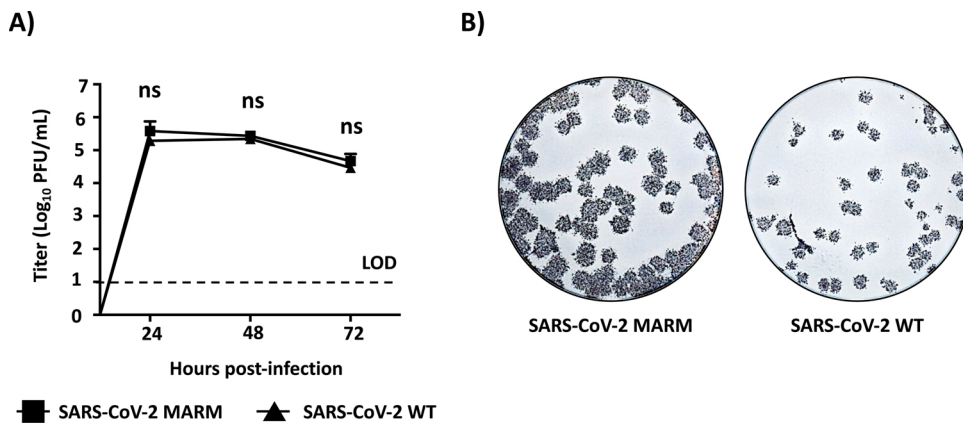 A)
B)
Titer (Log10 PFU/mL)
7
6
5
4
3
2
1
0
ns
ns
ns
LOD
24
48
72
Hours post-infection
SARS-CoV-2 MARM
SARS-CoV-2 WT
SARS-CoV-2 MARM
SARS-CoV-2 WT